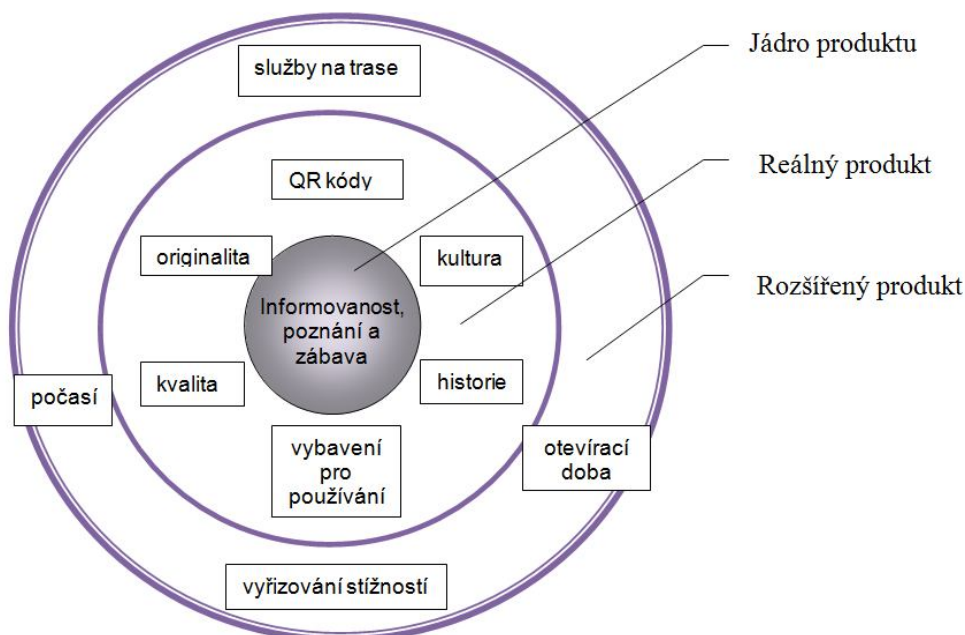 služby na trase
Jádro produktu
QR kódy
Reálný produkt
originalita
kultura
Rozšířený produkt
Informovanost,
poznání a
zábava
kvalita
historie
počasí
vybavení
pro
používání
otevírací
doba
vyřizování stížností